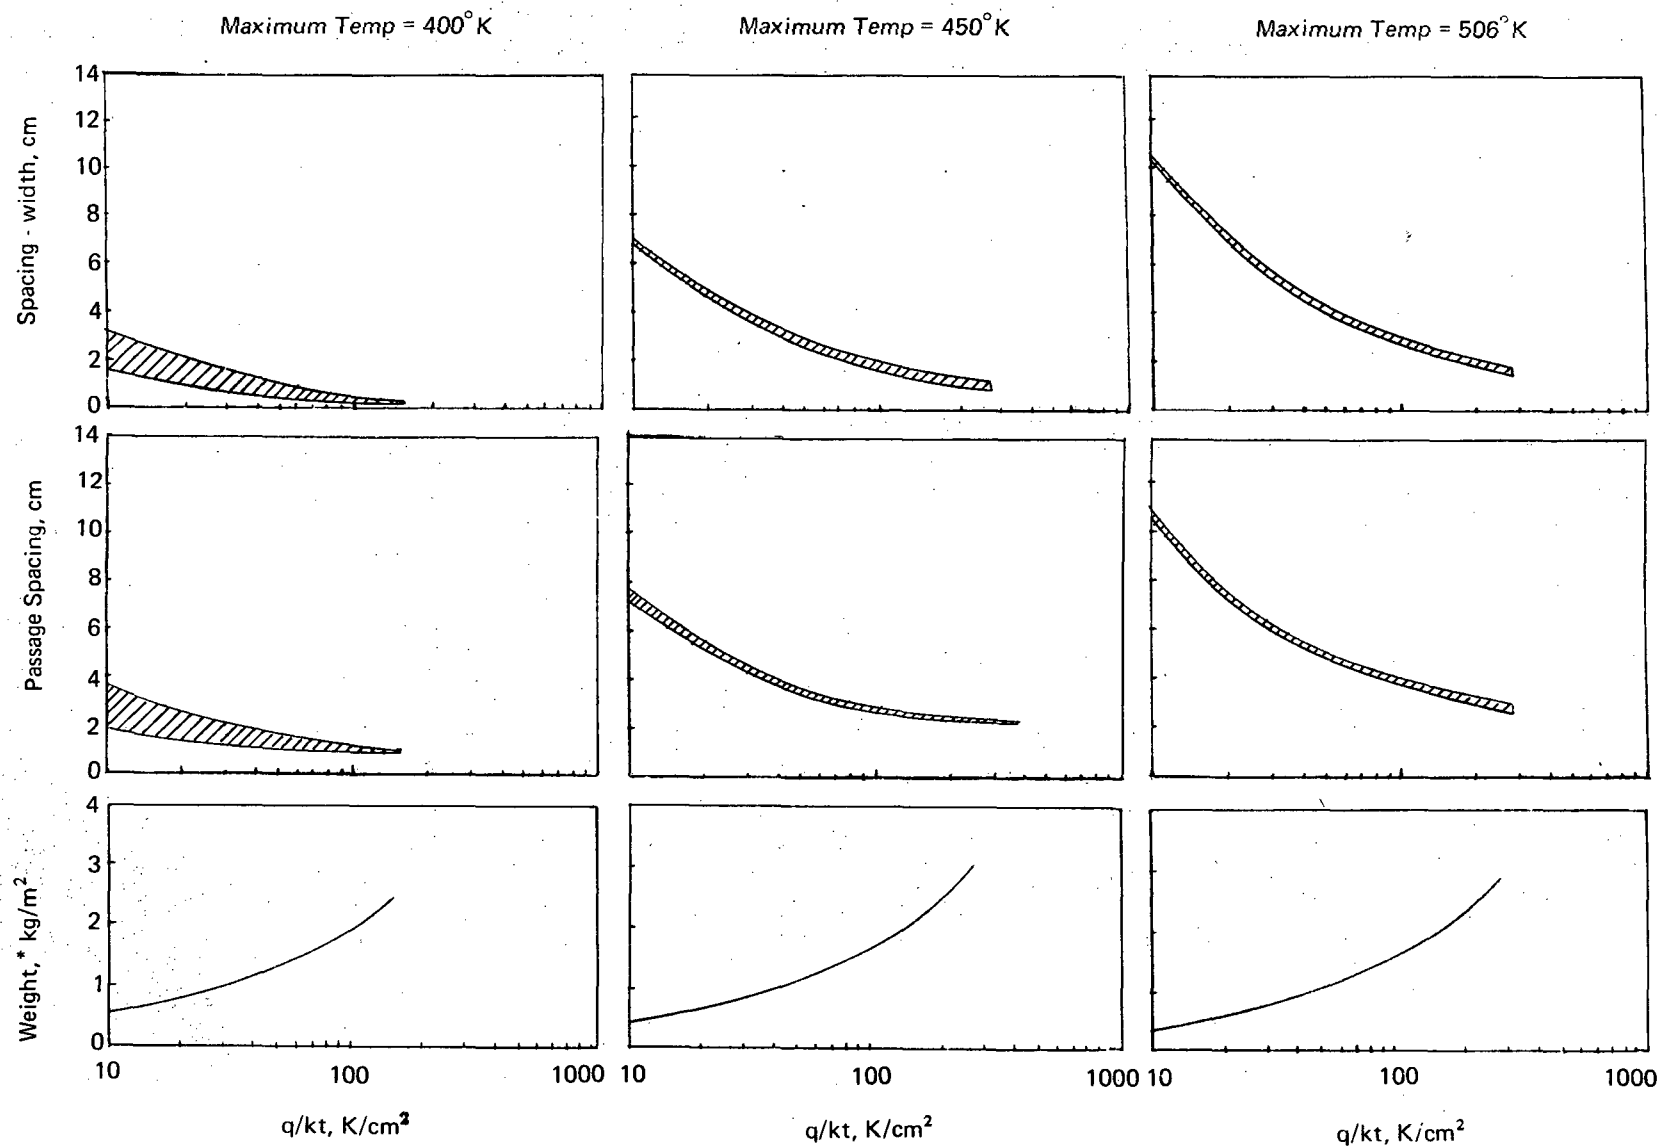 Maximum Temp = 400°K
Maximum Temp = 450°K
Maximum Temp = 506°K
Spacing - width, cm
14
12
10
8
6
4
2
0
Passage Spacing, cm
14
12
10
8
6
4
2
0
Weight,* kg/m²
4
3
2
1
0
10 100 1000
10 100 1000
10 100 1000
q/kt, K/cm²
q/kt, K/cm²
q/kt, K/cm²